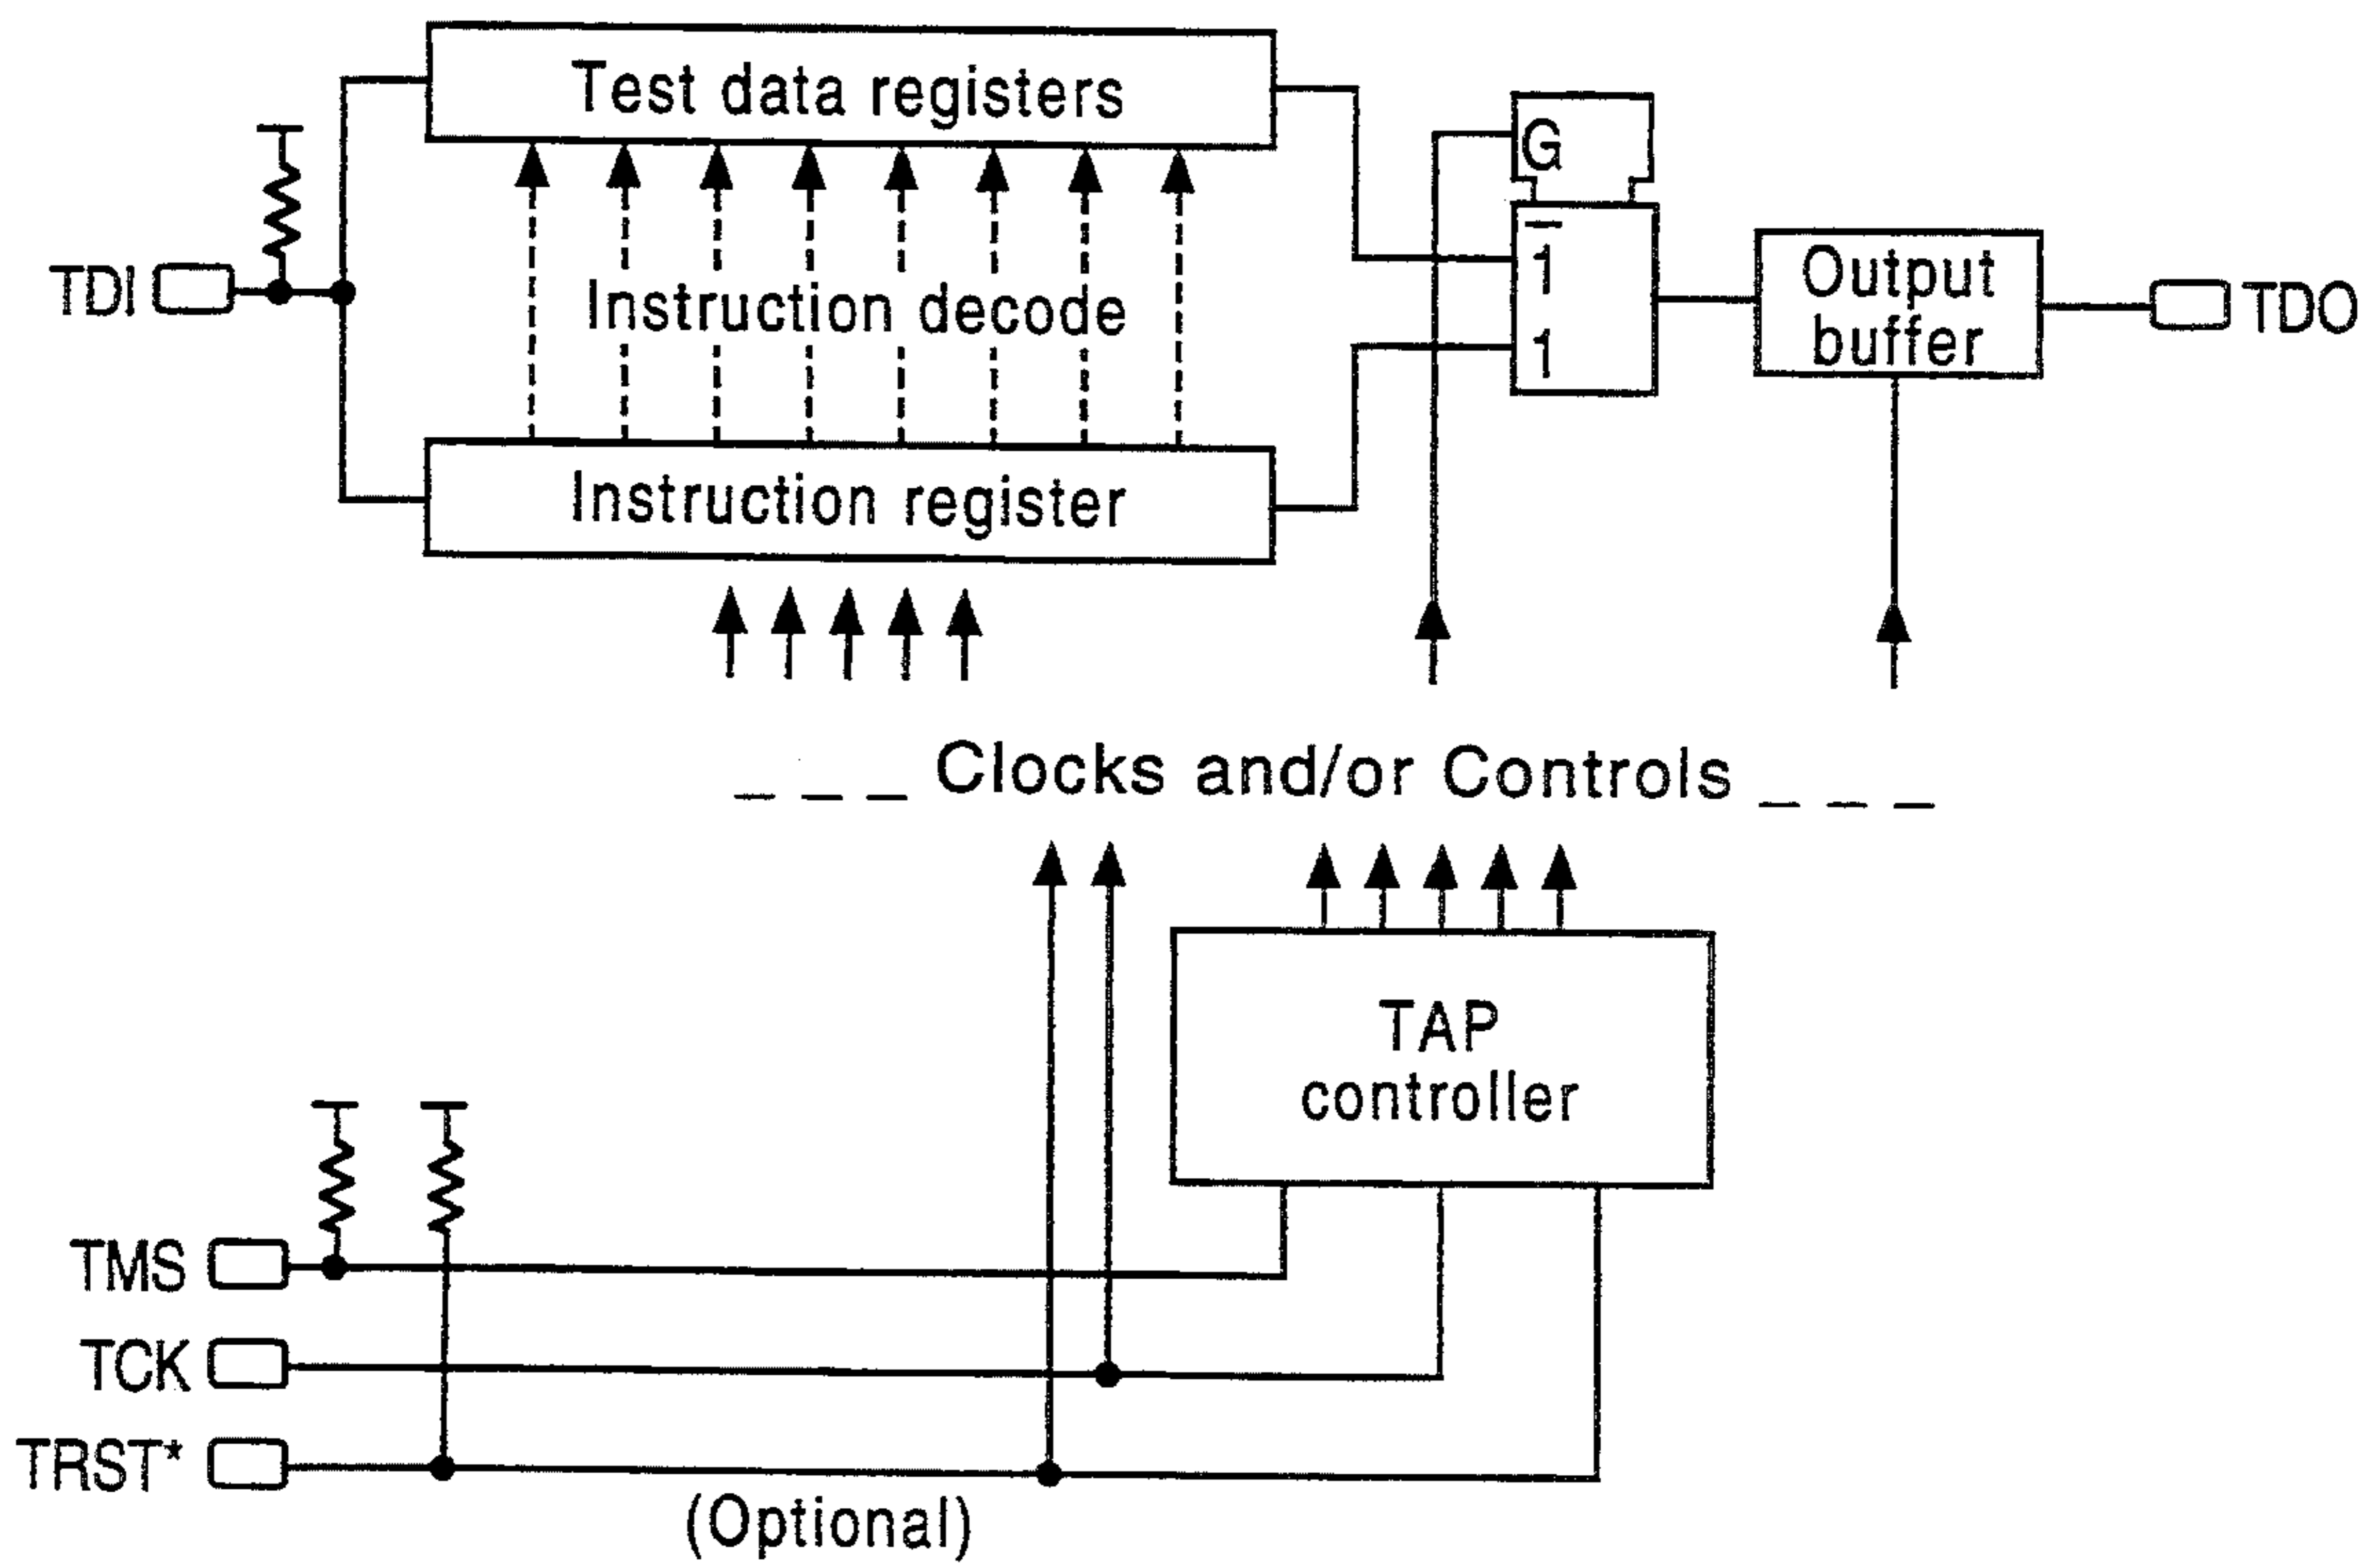 Test data registers
G
TDI
Instruction decode
1
1
Output
buffer
TDO
Instruction register
_ _ _ Clocks and/or Controls _ _ _
TAP
controller
TMS
TCK
TRST*
(Optional)